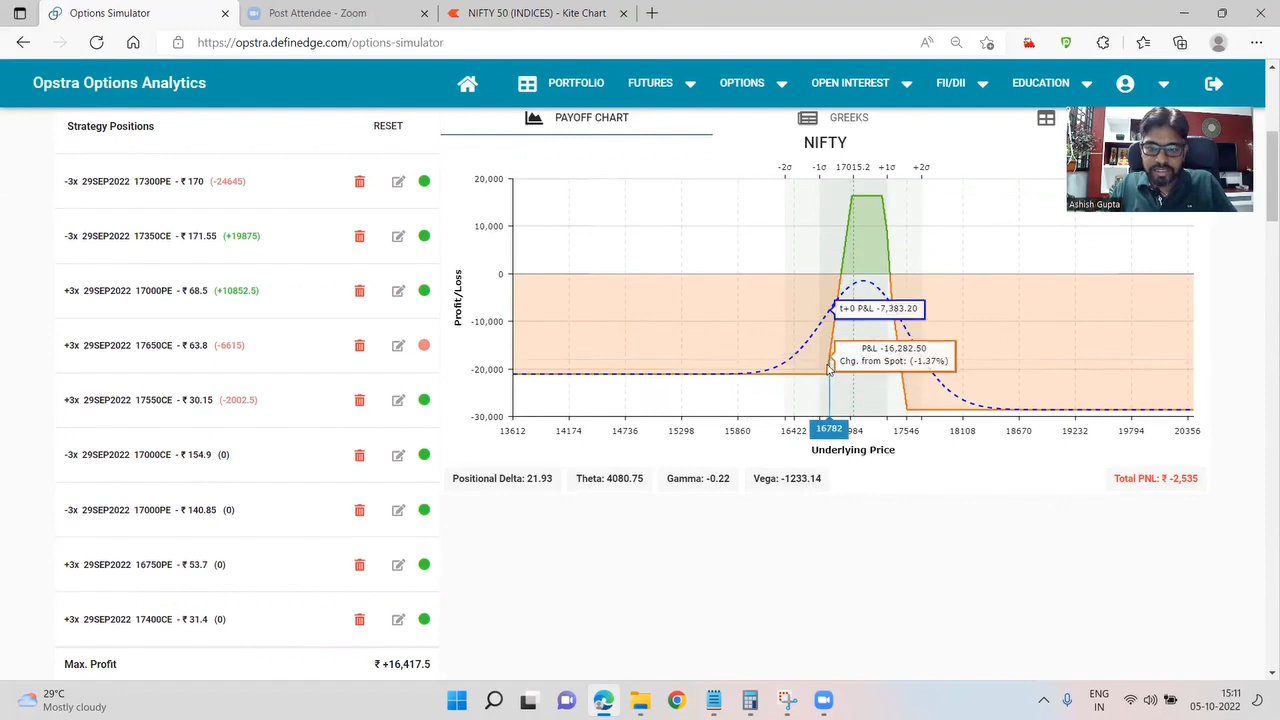 Options Simulator
Post Attendee - Zoom
NIFTY 50 (INDICES) - Kite Chart
https://opstra.definedge.com/options-simulator
Opstra Options Analytics
PORTFOLIO
FUTURES
OPTIONS
OPEN INTEREST
FII/DII
EDUCATION
Strategy Positions
RESET
-3x 29SEP2022 17300PE - ₹ 170 (-24645)
-3x 29SEP2022 17350CE - ₹ 171.55 (+19875)
+3x 29SEP2022 17000PE - ₹ 68.5 (+10852.5)
+3x 29SEP2022 17650CE - ₹ 63.8 (-6615)
+3x 29SEP2022 17550CE - ₹ 30.15 (-2002.5)
-3x 29SEP2022 17000CE - ₹ 154.9 (0)
-3x 29SEP2022 17000PE - ₹ 140.85 (0)
+3x 29SEP2022 16750PE - ₹ 53.7 (0)
+3x 29SEP2022 17400CE - ₹ 31.4 (0)
Max. Profit
₹ +16,417.5
PAYOFF CHART
GREEKS
NIFTY
-2σ -1σ 17015.2 +1σ +2σ
20,000
10,000
0
-10,000
-20,000
-30,000
Profit/Loss
t+0 P&L -7,383.20
P&L -16,282.50
Chg. from Spot: (-1.37%)
16782
13612 14174 14736 15298 15860 16422 984 17546 18108 18670 19232 19794 20356
Underlying Price
Positional Delta: 21.93
Theta: 4080.75
Gamma: -0.22
Vega: -1233.14
Total PNL: ₹ -2,535
Ashish Gupta
29°C
Mostly cloudy
ENG
IN
15:11
05-10-2022